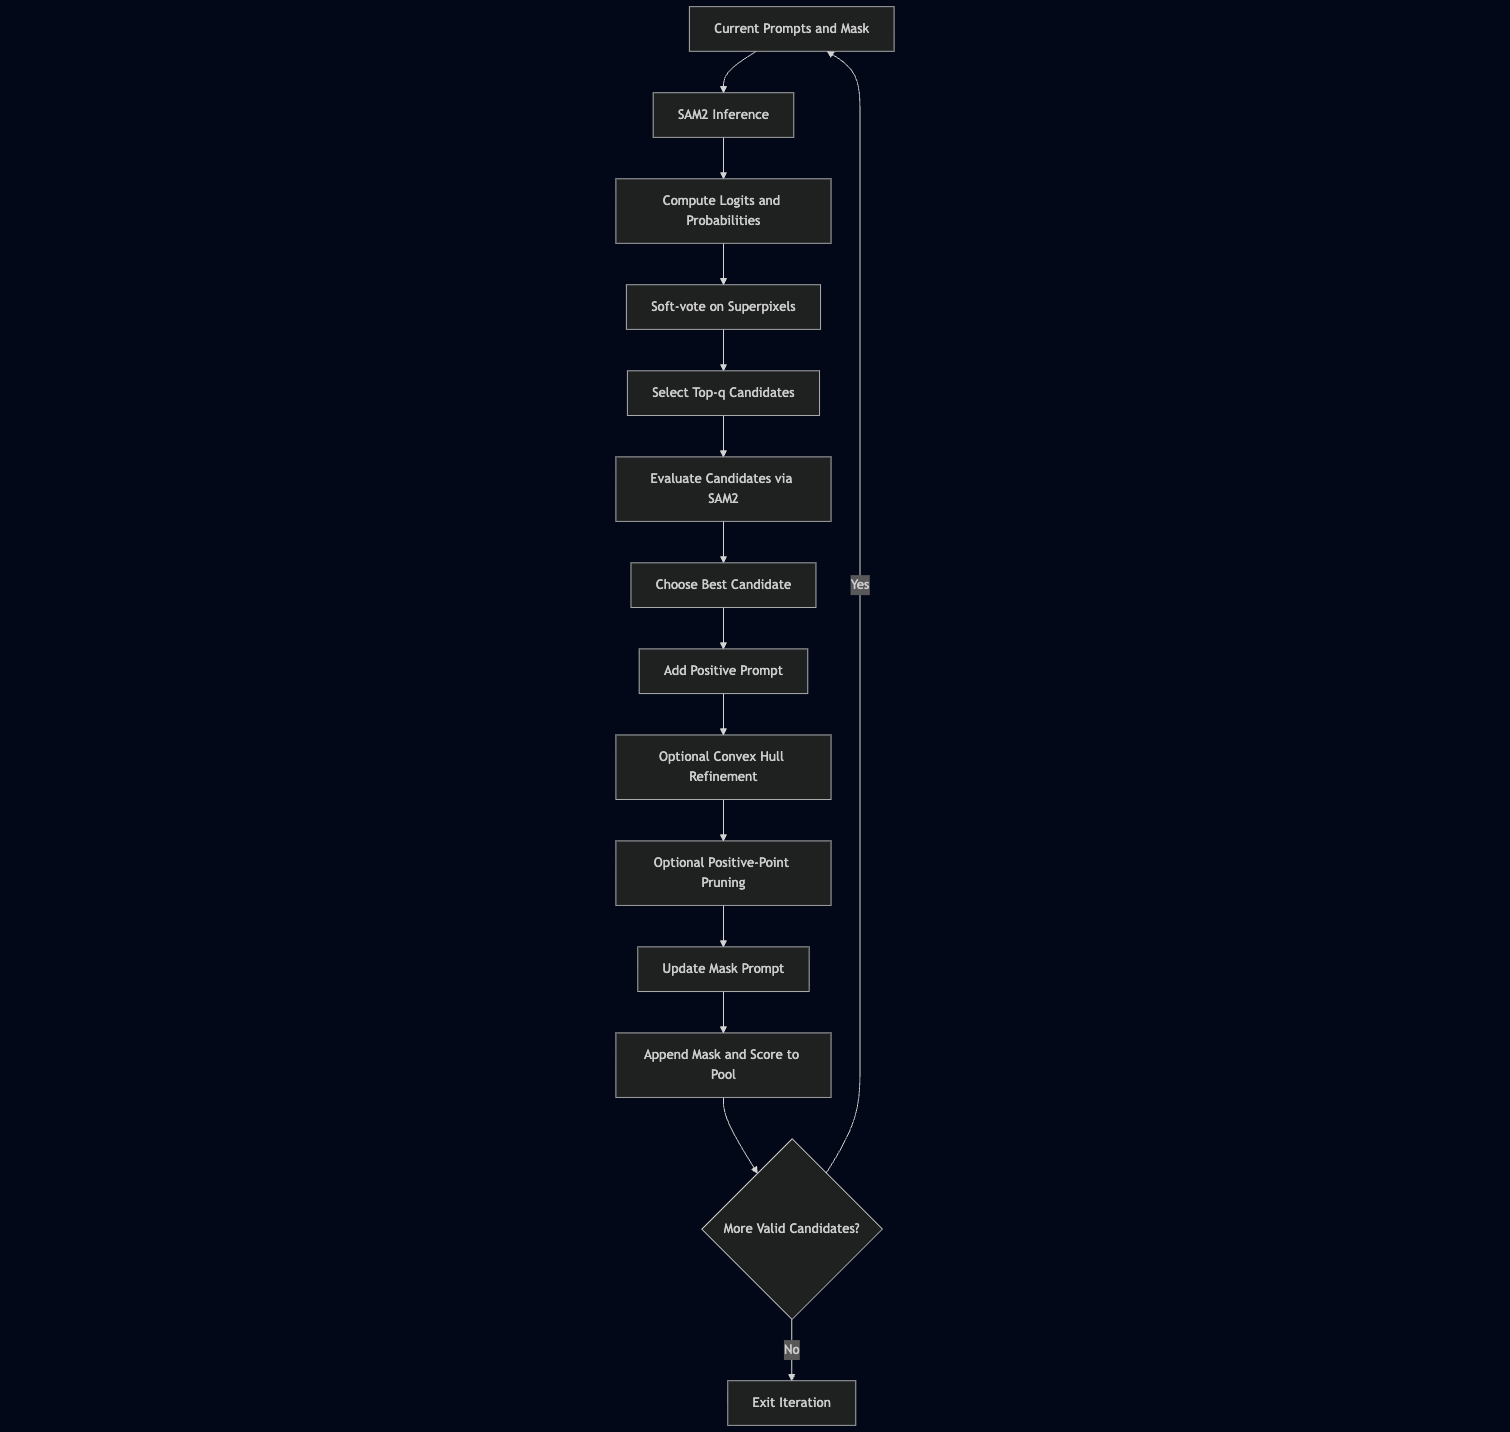 Current Prompts and Mask
SAM2 Inference
Compute Logits and
Probabilities
Soft-vote on Superpixels
Select Top-q Candidates
Evaluate Candidates via
SAM2
Choose Best Candidate
Yes
Add Positive Prompt
Optional Convex Hull
Refinement
Optional Positive-Point
Pruning
Update Mask Prompt
Append Mask and Score to
Pool
More Valid Candidates?
No
Exit Iteration